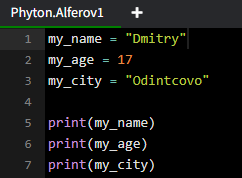 Phyton.Alferov1 +
1 my_name = "Dmitry"
2 my_age = 17
3 my_city = "Odintcovo"
4
5 print(my_name)
6 print(my_age)
7 print(my_city)